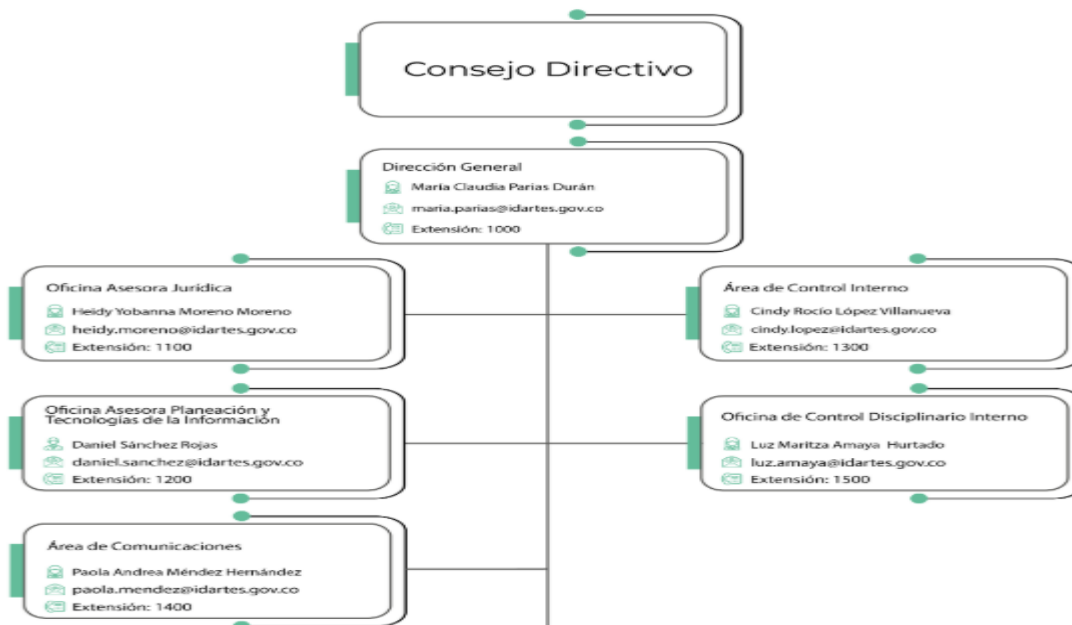 Consejo Directivo
Dirección General
María Claudia Parias Durán
maria.parias@idartes.gov.co
Extensión: 1000
Oficina Asesora Jurídica
Heidy Yobanna Moreno Moreno
heidy.moreno@idartes.gov.co
Extensión: 1100
Área de Control Interno
Cindy Rocío López Villanueva
cindy.lopez@idartes.gov.co
Extensión: 1300
Oficina Asesora Planeación y
Tecnologías de la Información
Daniel Sánchez Rojas
daniel.sanchez@idartes.gov.co
Extensión: 1200
Oficina de Control Disciplinario Interno
Luz Maritza Amaya Hurtado
luz.amaya@idartes.gov.co
Extensión: 1500
Área de Comunicaciones
Paola Andrea Méndez Hernández
paola.mendez@idartes.gov.co
Extensión: 1400